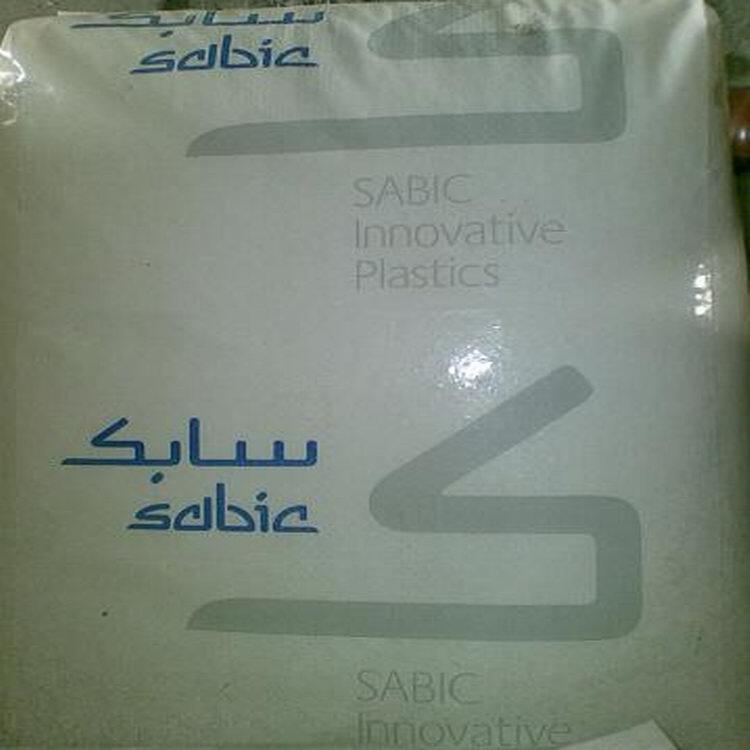 سابك
sabic
SABIC
Innovative
Plastics
سابك
sabic
SABIC
Innovative